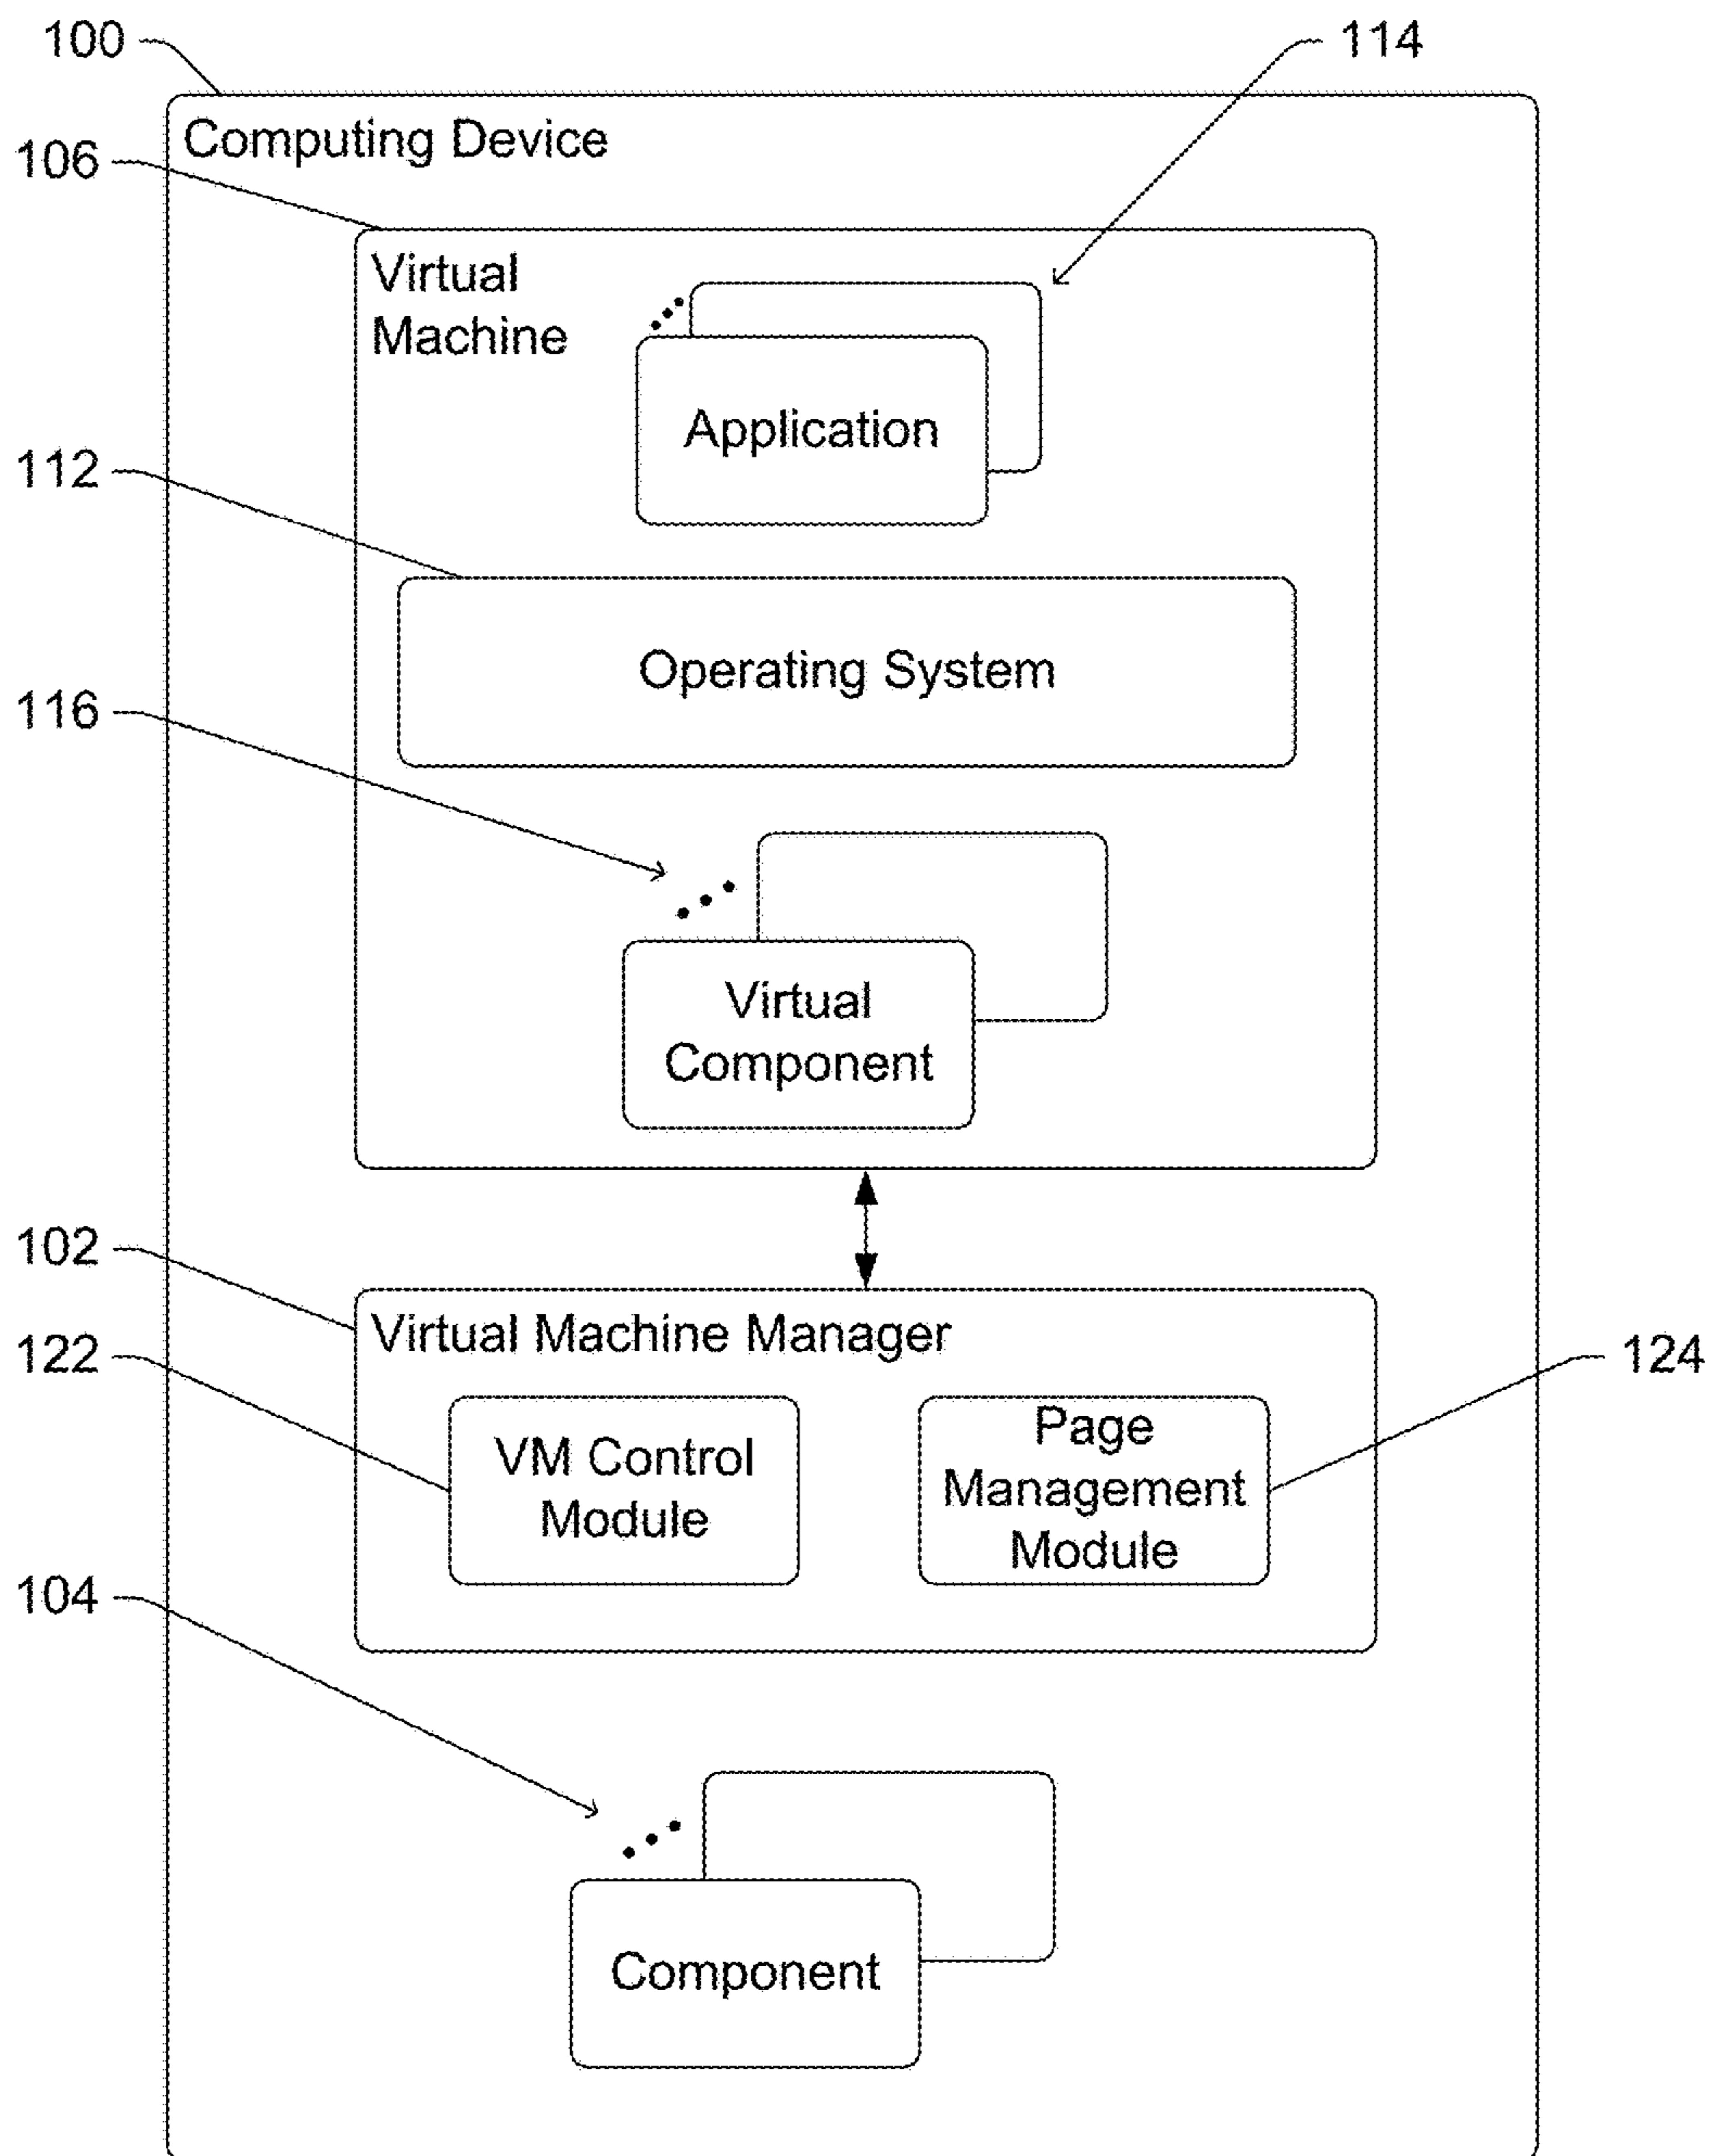 100
114
Computing Device
106
Virtual
Machine
Application
112
Operating System
116
Virtual
Component
102
Virtual Machine Manager
122
124
VM Control
Module
Page
Management
Module
104
Component